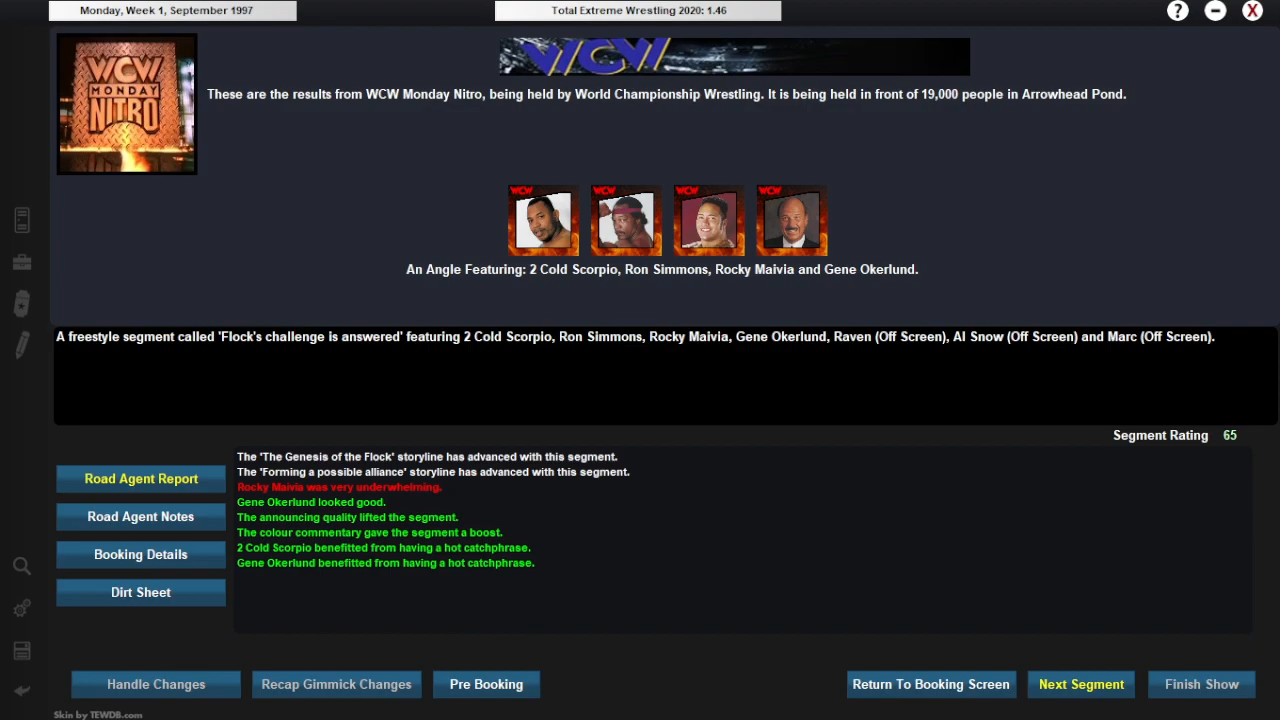 Monday, Week 1, September 1997
Total Extreme Wrestling 2020: 1.46
? - X
WCW
WCW
MONDAY
NITRO
These are the results from WCW Monday Nitro, being held by World Championship Wrestling. It is being held in front of 19,000 people in Arrowhead Pond.
WCW WCW WCW WCW
An Angle Featuring: 2 Cold Scorpio, Ron Simmons, Rocky Maivia and Gene Okerlund.
A freestyle segment called 'Flock's challenge is answered' featuring 2 Cold Scorpio, Ron Simmons, Rocky Maivia, Gene Okerlund, Raven (Off Screen), Al Snow (Off Screen) and Marc (Off Screen).
Segment Rating 65
The 'The Genesis of the Flock' storyline has advanced with this segment.
The 'Forming a possible alliance' storyline has advanced with this segment.
Rocky Maivia was very underwhelming.
Gene Okerlund looked good.
The announcing quality lifted the segment.
The colour commentary gave the segment a boost.
2 Cold Scorpio benefitted from having a hot catchphrase.
Gene Okerlund benefitted from having a hot catchphrase.
Road Agent Report
Road Agent Notes
Booking Details
Dirt Sheet
Handle Changes
Recap Gimmick Changes
Pre Booking
Return To Booking Screen
Next Segment
Finish Show
Skin by TEWDB.com